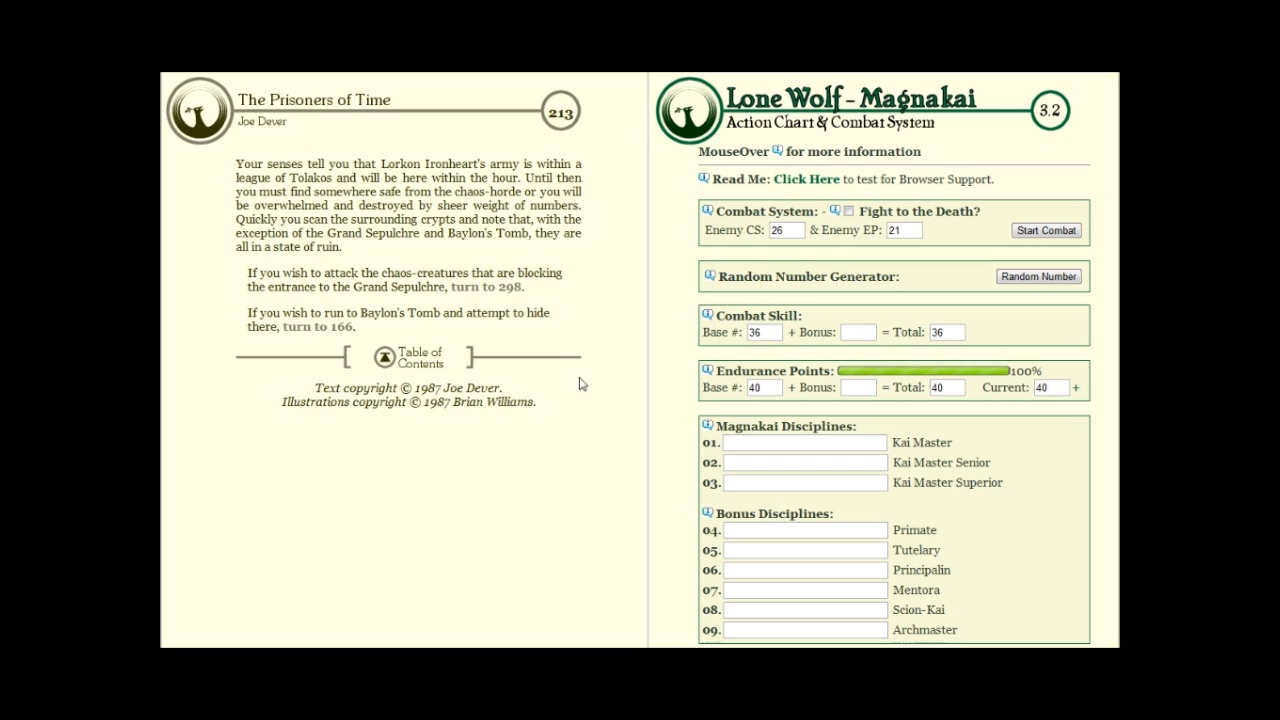 The Prisoners of Time
213
Joe Dever
Your senses tell you that Lorkon Ironheart's army is within a
league of Tolakos and will be here within the hour. Until then
you must find somewhere safe from the chaos-horde or you will
be overwhelmed and destroyed by sheer weight of numbers.
Quickly you scan the surrounding crypts and note that, with the
exception of the Grand Sepulchre and Baylon's Tomb, they are
all in a state of ruin.
If you wish to attack the chaos-creatures that are blocking
the entrance to the Grand Sepulchre, turn to 298.
If you wish to run to Baylon's Tomb and attempt to hide
there, turn to 166.
Table of
Contents
Text copyright © 1987 Joe Dever.
Illustrations copyright © 1987 Brian Williams.
Lone Wolf - Magnakai
3.2
Action Chart & Combat System
MouseOver for more information
Read Me: Click Here to test for Browser Support.
Combat System: - Fight to the Death?
Enemy CS: 26 & Enemy EP: 21 Start Combat
Random Number Generator: Random Number
Combat Skill:
Base #: 36 + Bonus: = Total: 36
Endurance Points: 100%
Base #: 40 + Bonus: = Total: 40 Current: 40 +
Magnakai Disciplines:
01. Kai Master
02. Kai Master Senior
03. Kai Master Superior
Bonus Disciplines:
04. Primate
05. Tutelary
06. Principalin
07. Mentora
08. Scion-Kai
09. Archmaster